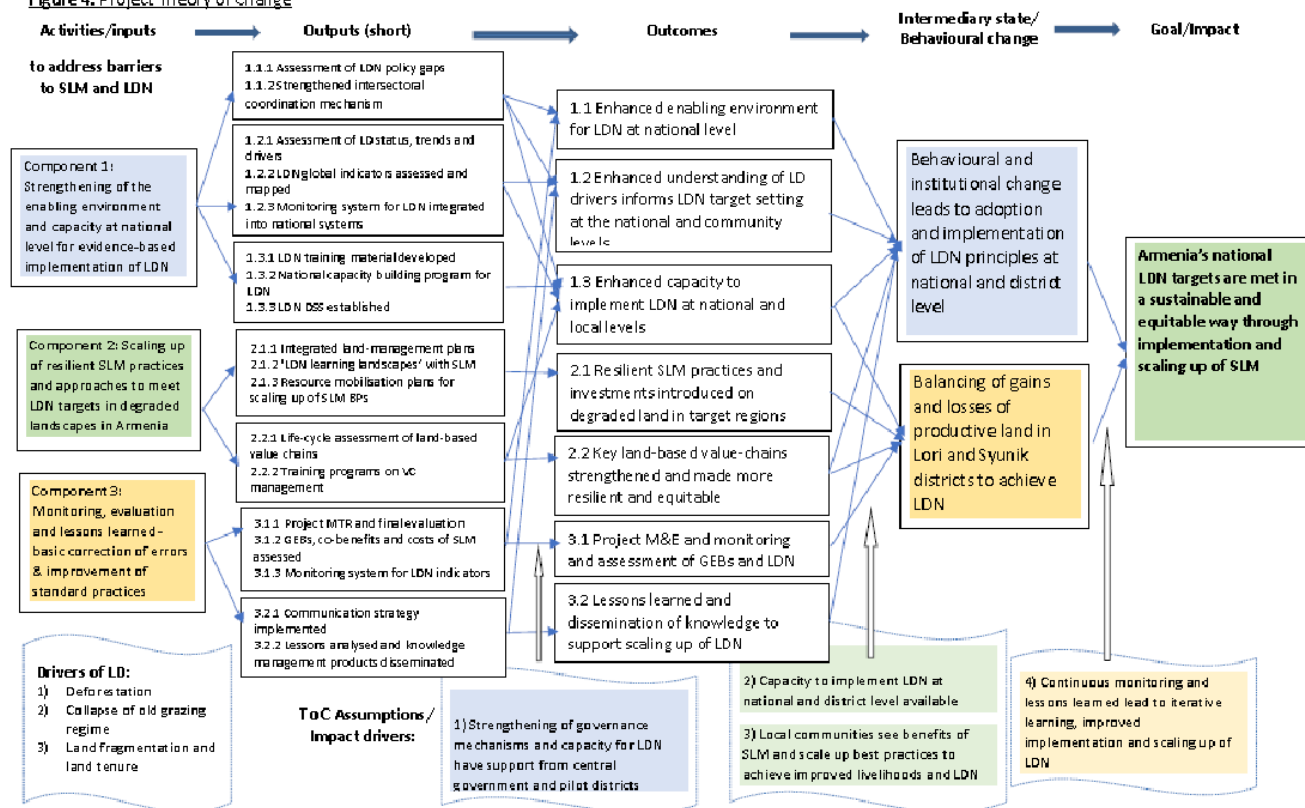 Figure 4. Project Theory of Change
Activities/inputs
Outputs (short)
Outcomes
Intermediary state/
Behavioural change
Goal/Impact
to address barriers
to SLM and LDN
Component 1:
Strengthening of the
enabling environment
and capacity at national
level for evidence-based
implementation of LDN
Component 2: Scaling up
of resilient SLM practices
and approaches to meet
LDN targets in degraded
landscapes in Armenia
Component 3:
Monitoring, evaluation
and lessons learned-
basic correction of errors
& improvement of
standard practices
1.1.1 Assessment of LDN policy gaps
1.1.2 Strengthened intersectoral
coordination mechanism
1.2.1 Assessment of LD status, trends and
drivers
1.2.2 LDN global indicators assessed and
mapped
1.2.3 Monitoring system for LDN integrated
into national systems
1.3.1 LDN training material developed
1.3.2 National capacity building program for
LDN
1.3.3 LDN DSS established
2.1.1 Integrated land-management plans
2.1.2 'LDN learning landscapes' with SLM
2.1.3 Resource mobilisation plans for
scaling up of SLM BPs
2.2.1 Life-cycle assessment of land-based
value chains
2.2.2 Training programs on VC
management
3.1.1 Project MTR and final evaluation
3.1.2 GEBs, co-benefits and costs of SLM
assessed
3.1.3 Monitoring system for LDN indicators
3.2.1 Communication strategy
implemented
3.2.2 Lessons analysed and knowledge
management products disseminated
1.1 Enhanced enabling environment
for LDN at national level
1.2 Enhanced understanding of LD
drivers informs LDN target setting
at the national and community
levels
1.3 Enhanced capacity to
implement LDN at national and
local levels
2.1 Resilient SLM practices and
investments introduced on
degraded land in target regions
2.2 Key land-based value-chains
strengthened and made more
resilient and equitable
3.1 Project M&E and monitoring
and assessment of GEBs and LDN
3.2 Lessons learned and
dissemination of knowledge to
support scaling up of LDN
Behavioural and
institutional change
leads to adoption
and implementation
of LDN principles at
national and district
level
Balancing of gains
and losses of
productive land in
Lori and Syunik
districts to achieve
LDN
Armenia's national
LDN targets are met in
a sustainable and
equitable way through
implementation and
scaling up of SLM
Drivers of LD:
1) Deforestation
2) Collapse of old grazing
regime
3) Land fragmentation and
land tenure
ToC Assumptions/
Impact drivers:
1) Strengthening of governance
mechanisms and capacity for LDN
have support from central
government and pilot districts
2) Capacity to implement LDN at
national and district level available
3) Local communities see benefits of
SLM and scale up best practices to
achieve improved livelihoods and LDN
4) Continuous monitoring and
lessons learned lead to iterative
learning, improved
implementation and scaling up of
LDN